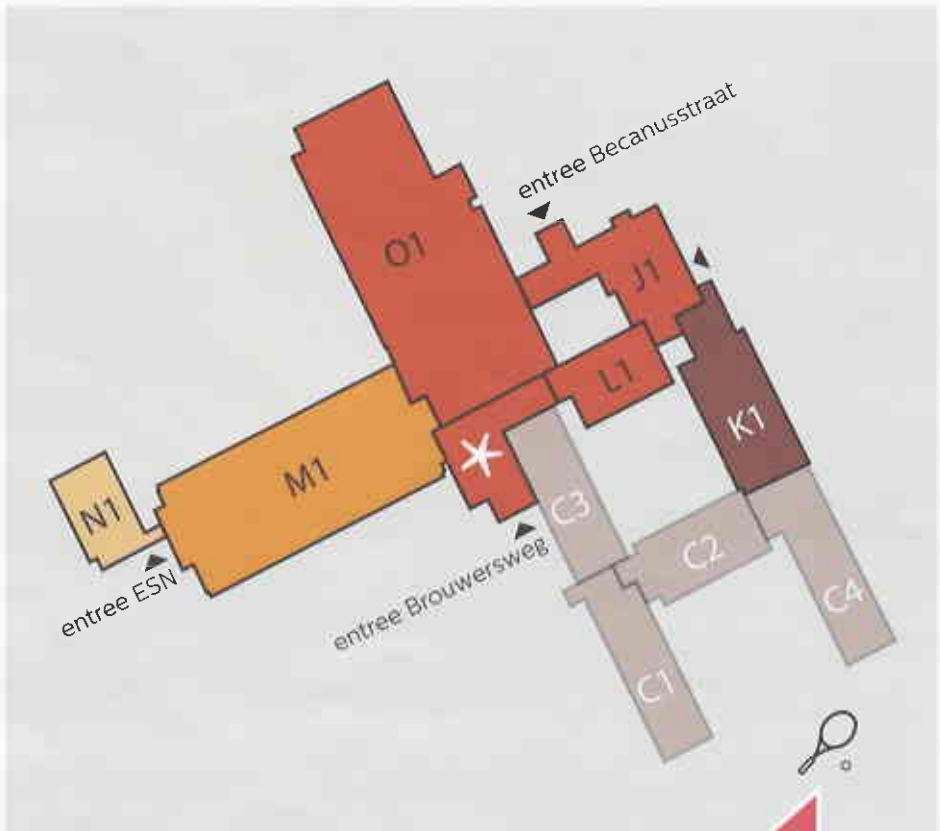 entree Becanusstraat
O1
J1
L1
K1
M1
N1
C3
C2
C4
C1
entree ESN
entree Brouwersweg